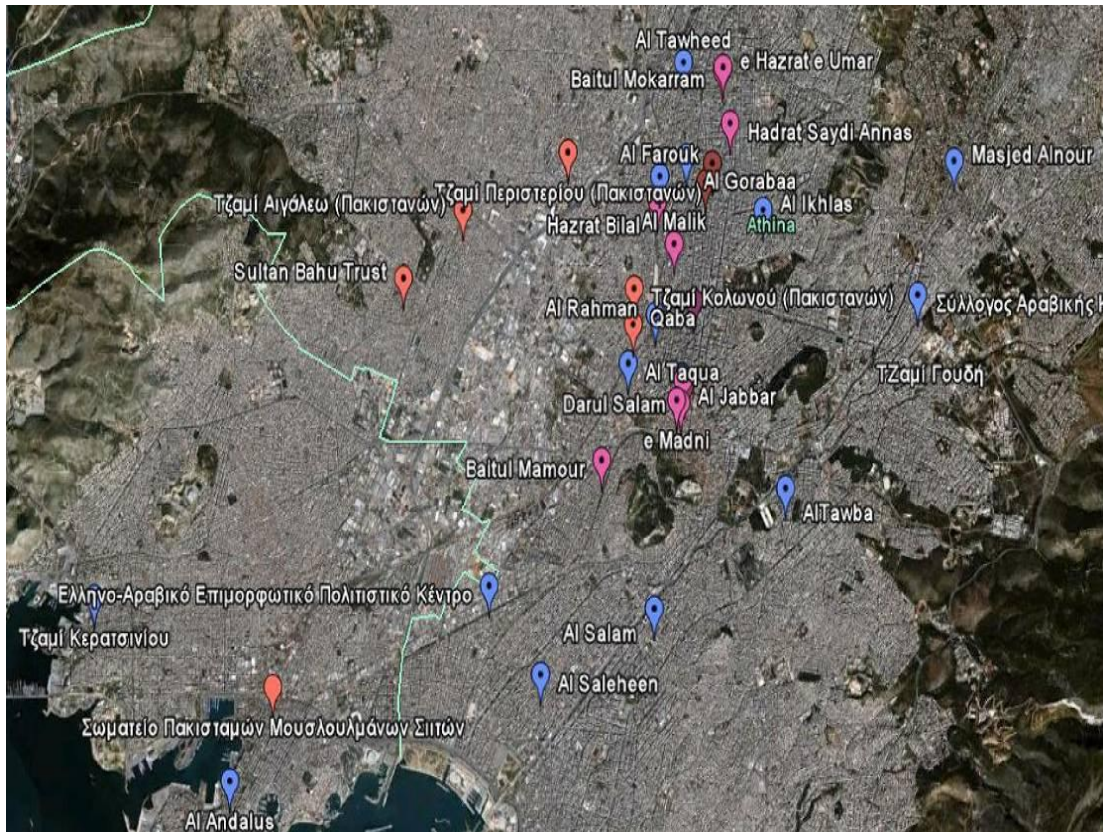 Al Tawheed
e Hazrat e Umar
Baitul Mokarram
Hadrat Saydi Annas
Al Farouk
Masjed Alnour
Al Gorabaa
Τζαμί Περιστερίου (Πακιστανών)
Τζαμί Αιγάλεω (Πακιστανών)
Al Ikhlas
Hazrat Bilal
Al Malik
Athina
Sultan Bahu Trust
Τζαμί Κολωνού (Πακιστανών)
Al Rahman
Σύλλογος Αραβικής Κ
Qaba
Al Taqua
ΤΖαμί Γουδή
Darul Salam
Al Jabbar
e Madni
Baitul Mamour
AlTawba
Ελληνο-Αραβικό Επιμορφωτικό Πολιτιστικό Κέντρο
Τζαμί Κερατσινίου
Al Salam
Al Saleheen
Σωματείο Πακισταμών Μουσλουλμάνων Σιιτών
Al Andalus